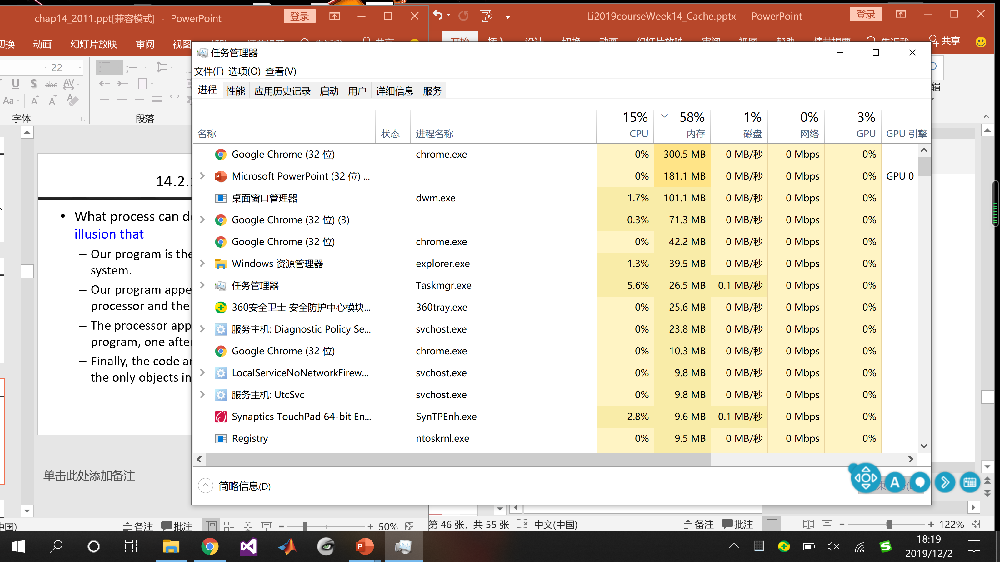 chap14_2011.ppt[兼容模式] - PowerPoint
登录
Li2019courseWeek14_Cache.pptx - PowerPoint
登录
切换 动画 幻灯片放映 审阅 视图
共享
22
Aa
字体
段落
14.2.
What process can
illusion that
– Our program is the
system.
– Our program appe
processor and the
– The processor app
program, one after
– Finally, the code
the only objects in
单击此处添加备注
任务管理器
文件(F) 选项(O) 查看(V)
进程 性能 应用历史记录 启动 用户 详细信息 服务
15% 58% 1% 0% 3%
名称 状态 进程名称 CPU 内存 磁盘 网络 GPU GPU 引擎
Google Chrome (32 位) chrome.exe 0% 300.5 MB 0 MB/秒 0 Mbps 0%
Microsoft PowerPoint (32 位) ... 0% 181.1 MB 0 MB/秒 0 Mbps 0% GPU 0
桌面窗口管理器 dwm.exe 1.7% 101.1 MB 0 MB/秒 0 Mbps 0%
Google Chrome (32 位) (3) 0.3% 71.3 MB 0 MB/秒 0 Mbps 0%
Google Chrome (32 位) chrome.exe 0% 42.2 MB 0 MB/秒 0 Mbps 0%
Windows 资源管理器 explorer.exe 1.3% 39.5 MB 0 MB/秒 0 Mbps 0%
任务管理器 Taskmgr.exe 5.6% 26.5 MB 0.1 MB/秒 0 Mbps 0%
360安全卫士 安全防护中心模块... 360tray.exe 0% 25.6 MB 0 MB/秒 0 Mbps 0%
服务主机: Diagnostic Policy Se... svchost.exe 0% 23.8 MB 0 MB/秒 0 Mbps 0%
Google Chrome (32 位) chrome.exe 0% 10.3 MB 0 MB/秒 0 Mbps 0%
LocalServiceNoNetworkFirew... svchost.exe 0% 9.8 MB 0 MB/秒 0 Mbps 0%
服务主机: UtcSvc svchost.exe 0% 9.8 MB 0 MB/秒 0 Mbps 0%
Synaptics TouchPad 64-bit En... SynTPEnh.exe 2.8% 9.6 MB 0.1 MB/秒 0 Mbps 0%
Registry ntoskrnl.exe 0% 9.5 MB 0 MB/秒 0 Mbps 0%
简略信息(D)
辑
A
备注 批注 50%
第 46 张，共 55 张 中文(中国) 备注 批注 122%
18:19
2019/12/2